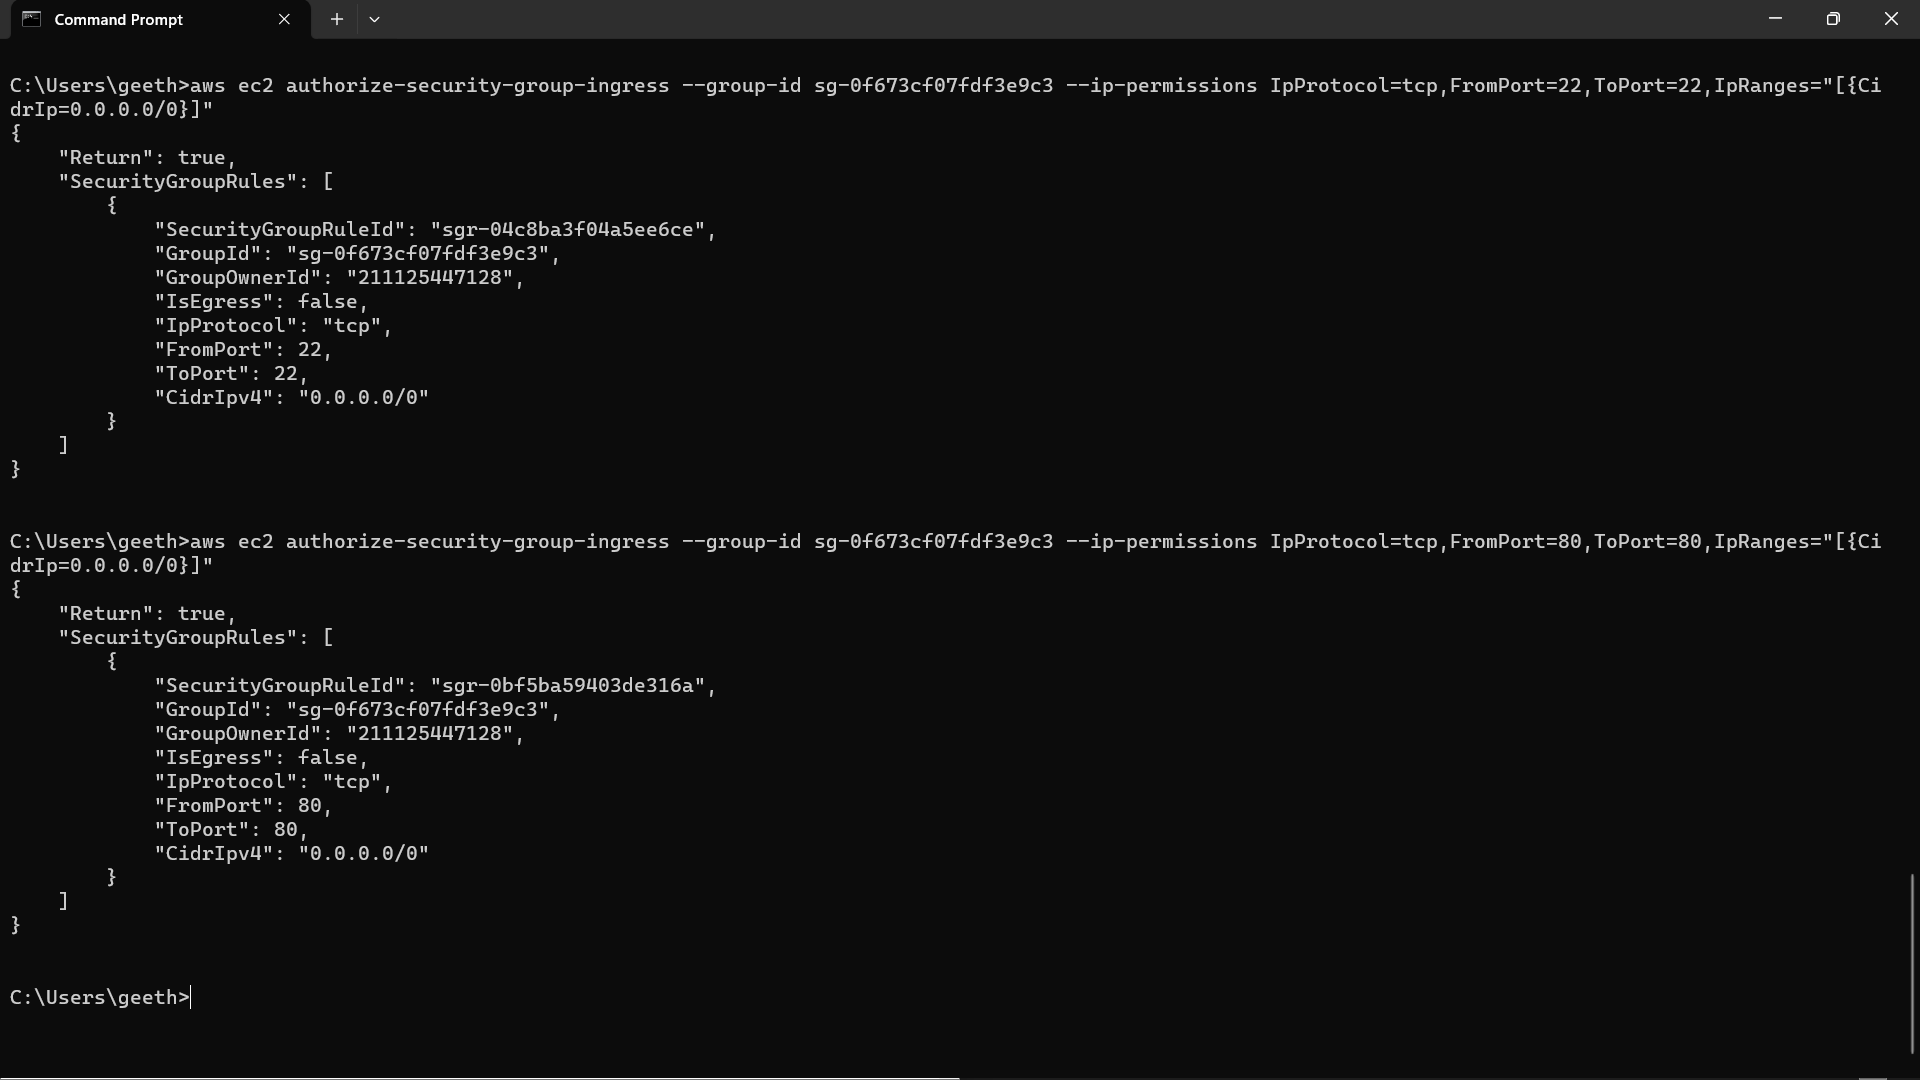 Command Prompt
C:\Users\geeth>aws ec2 authorize-security-group-ingress --group-id sg-0f673cf07fdf3e9c3 --ip-permissions IpProtocol=tcp,FromPort=22,ToPort=22,IpRanges="[{Ci
drIp=0.0.0.0/0}]"
{
    "Return": true,
    "SecurityGroupRules": [
        {
            "SecurityGroupRuleId": "sgr-04c8ba3f04a5ee6ce",
            "GroupId": "sg-0f673cf07fdf3e9c3",
            "GroupOwnerId": "211125447128",
            "IsEgress": false,
            "IpProtocol": "tcp",
            "FromPort": 22,
            "ToPort": 22,
            "CidrIpv4": "0.0.0.0/0"
        }
    ]
}
C:\Users\geeth>aws ec2 authorize-security-group-ingress --group-id sg-0f673cf07fdf3e9c3 --ip-permissions IpProtocol=tcp,FromPort=80,ToPort=80,IpRanges="[{Ci
drIp=0.0.0.0/0}]"
{
    "Return": true,
    "SecurityGroupRules": [
        {
            "SecurityGroupRuleId": "sgr-0bf5ba59403de316a",
            "GroupId": "sg-0f673cf07fdf3e9c3",
            "GroupOwnerId": "211125447128",
            "IsEgress": false,
            "IpProtocol": "tcp",
            "FromPort": 80,
            "ToPort": 80,
            "CidrIpv4": "0.0.0.0/0"
        }
    ]
}
C:\Users\geeth>